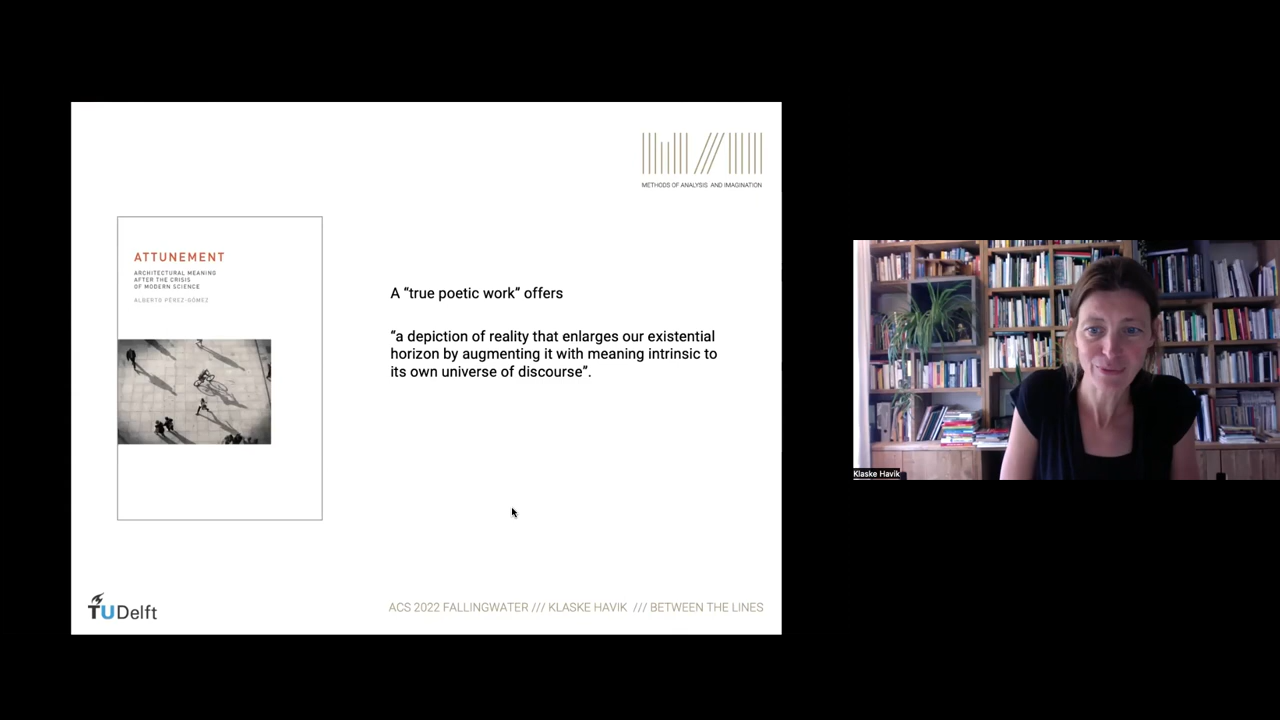 METHODS OF ANALYSIS AND IMAGINATION
ATTUNEMENT
ARCHITECTURAL MEANING
AFTER THE CRISIS
OF MODERN SCIENCE
ALBERTO PÉREZ-GÓMEZ
A “true poetic work” offers
“a depiction of reality that enlarges our existential
horizon by augmenting it with meaning intrinsic to
its own universe of discourse”.
TUDelft
ACS 2022 FALLINGWATER /// KLASKE HAVIK /// BETWEEN THE LINES
Klaske Havik